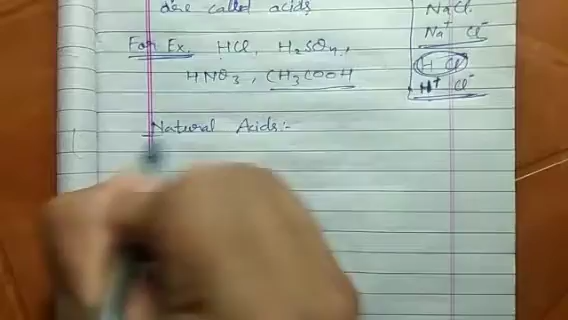 are called acids
For Ex. HCl, H₂SO₄,
HNO₃, CH₃COOH
Natural Acids:-
NaCl.
Na⁺ Cl⁻
H Cl
H⁺ Cl⁻